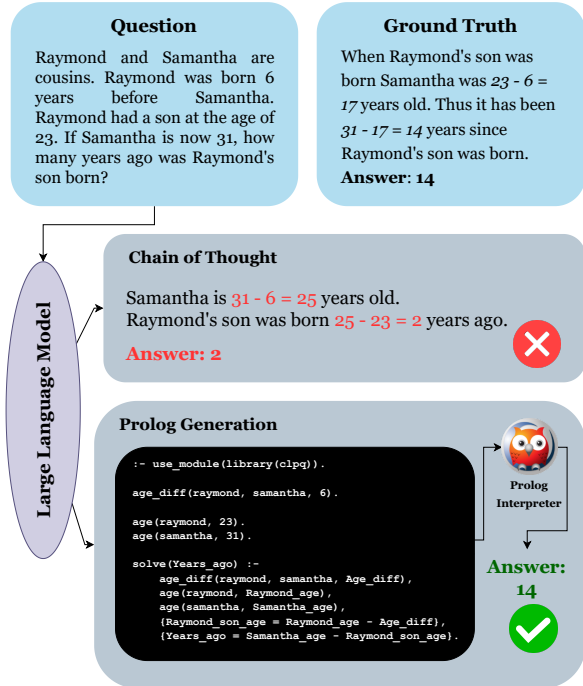 Question
Raymond and Samantha are
cousins. Raymond was born 6
years before Samantha.
Raymond had a son at the age of
23. If Samantha is now 31, how
many years ago was Raymond's
son born?
Ground Truth
When Raymond's son was
born Samantha was 23 - 6 =
17 years old. Thus it has been
31 - 17 = 14 years since
Raymond's son was born.
Answer: 14
Large Language Model
Chain of Thought
Samantha is 31 - 6 = 25 years old.
Raymond's son was born 25 - 23 = 2 years ago.
Answer: 2
Prolog Generation
:- use_module(library(clpq)).
age_diff(raymond, samantha, 6).
age(raymond, 23).
age(samantha, 31).
solve(Years_ago) :-
age_diff(raymond, samantha, Age_diff),
age(raymond, Raymond_age),
age(samantha, Samantha_age),
{Raymond_son_age = Raymond_age - Age_diff},
{Years_ago = Samantha_age - Raymond_son_age}.
Prolog
Interpreter
Answer:
14